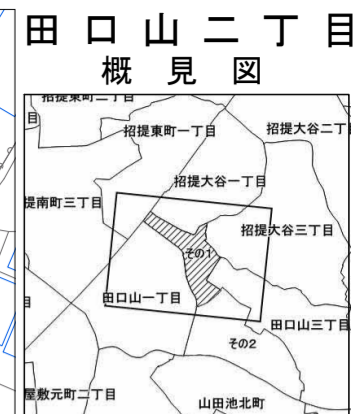 田口山二丁目
概見図
招提東町二丁目
目
招提東町一丁目
招提大谷二丁
招提大谷一丁目
提南町三丁目
招提大谷三丁目
その1
田口山一丁目
目
田口山三丁目
その2
屋敷元町二丁目
山田池北町